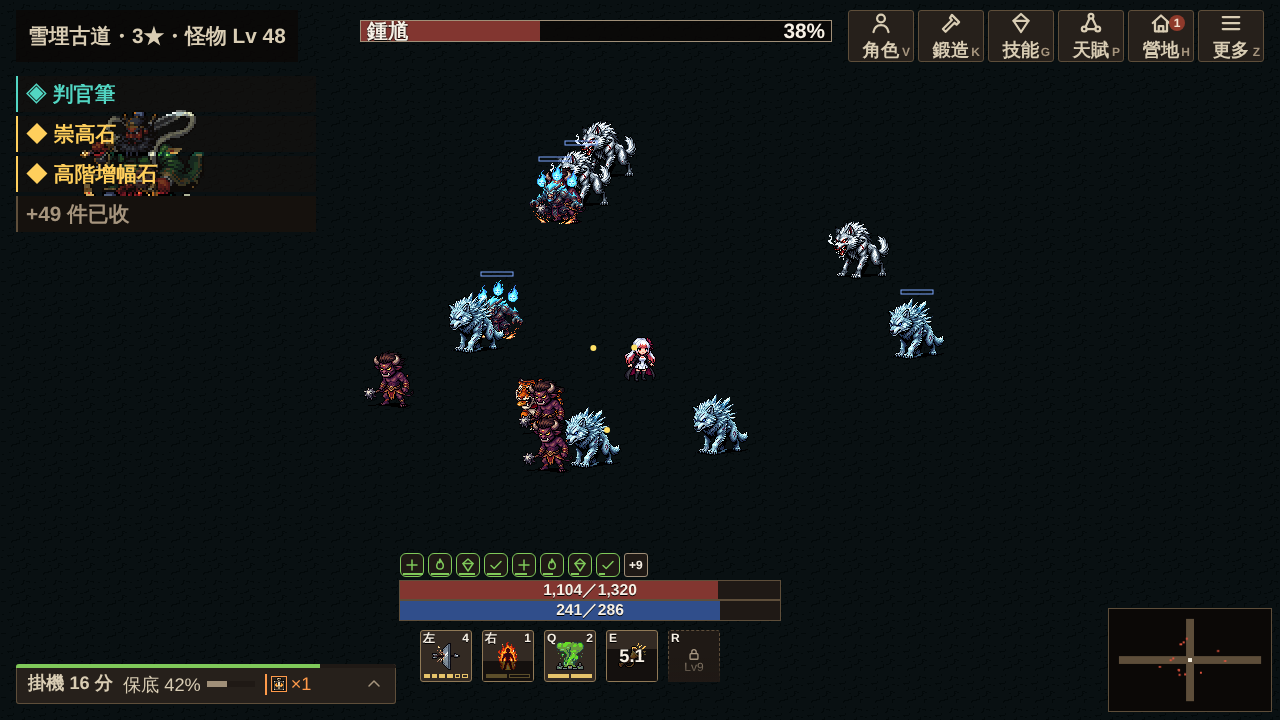 雪埋古道・3★・怪物 Lv 48
鍾馗 38%
角色 V
鍛造 K
技能 G
天賦 P
1
營地 H
更多 Z
判官筆
崇高石
高階增幅石
+49 件已收
+9
1,104／1,320
241／286
左 4
右 1
Q 2
E 5.1
R Lv9
掛機 16 分 保底 42% ×1